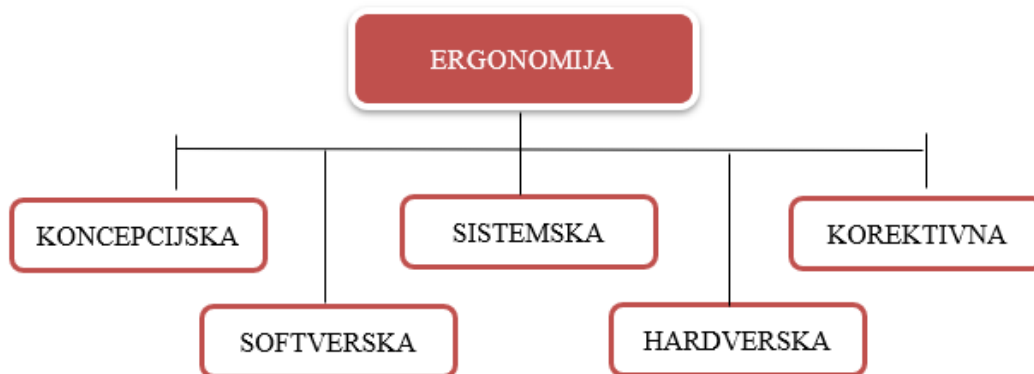 ERGONOMIJA
KONCEPCIJSKA
SISTEMSKA
KOREKTIVNA
SOFTVERSKA
HARDVERSKA